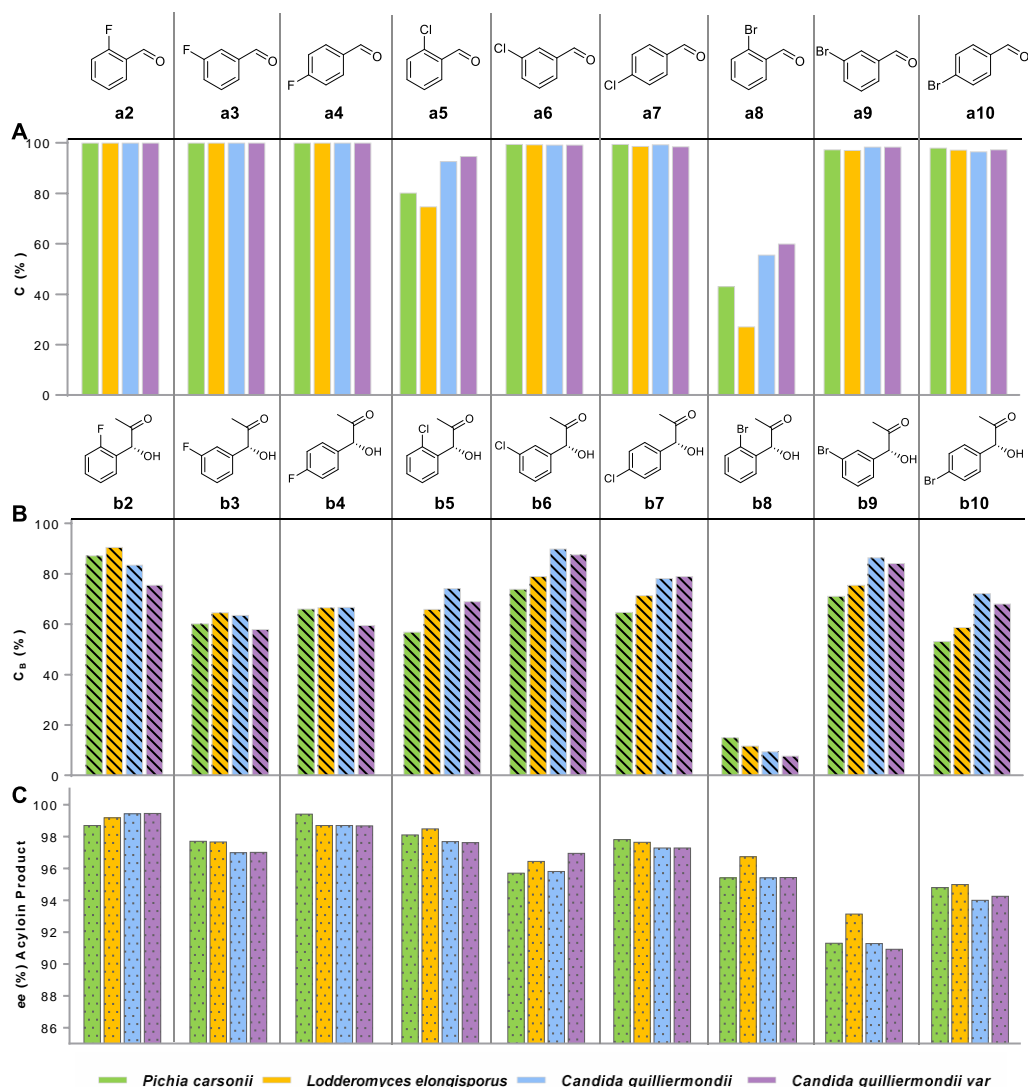 F F F Cl Cl Cl Br Br Br
O O O O O O O O O
a2 a3 a4 a5 a6 a7 a8 a9 a10
A
C (%)
100
80
60
40
20
0
O O O O O O O O O
F F F Cl Cl Cl Br Br Br
OH OH OH OH OH OH OH OH OH
b2 b3 b4 b5 b6 b7 b8 b9 b10
B
C_B (%)
100
80
60
40
20
0
C
ee (%) Acyloin Product
100
98
96
94
92
90
88
86
Pichia carsonii Lodderomyces elongisporus Candida guilliermondii Candida guilliermondii var